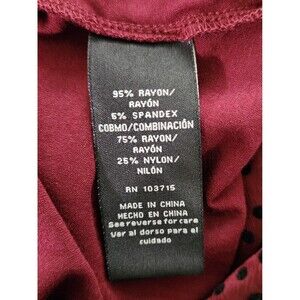 95% RAYON/
RAYÓN
5% SPANDEX
COBMO/COMBINACIÓN
75% RAYON/
RAYÓN
25% NYLON/
NILÓN
RN 103715
MADE IN CHINA
HECHO EN CHINA
See reverse for care
Ver al dorso para el
cuidado